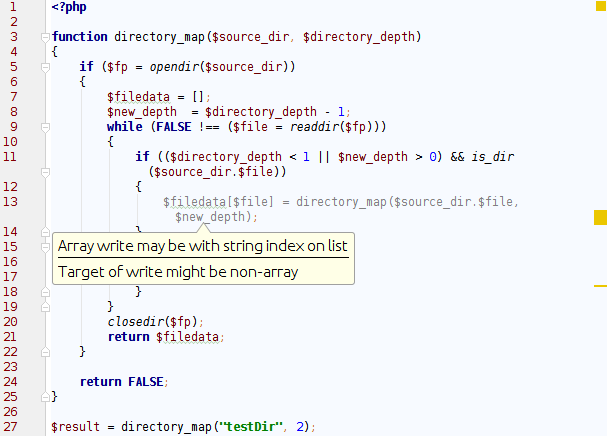 1 <?php
2
3 function directory_map($source_dir, $directory_depth)
4 {
5 if ($fp = opendir($source_dir))
6 {
7 $filedata = [];
8 $new_depth = $directory_depth - 1;
9 while (FALSE !== ($file = readdir($fp)))
10 {
11 if (($directory_depth < 1 || $new_depth > 0) && is_dir
($source_dir.$file))
12 {
13 $filedata[$file] = directory_map($source_dir.$file,
$new_depth);
14 }
15 Array write may be with string index on list
16
17 Target of write might be non-array
18 }
19 }
20 closedir($fp);
21 return $filedata;
22 }
23
24 return FALSE;
25 }
26
27 $result = directory_map("testDir", 2);